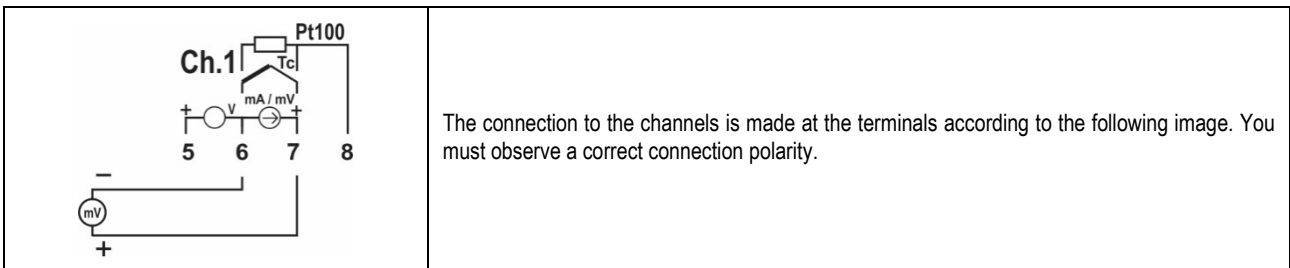 Pt100
Ch.1
Tc
mA / mV
+ V +
5 6 7 8
−
mV
+
The connection to the channels is made at the terminals according to the following image. You
must observe a correct connection polarity.